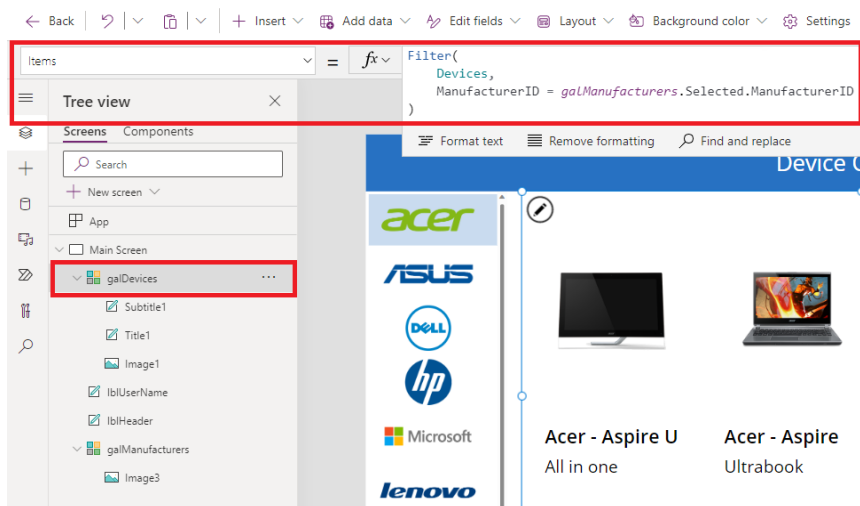 Back
Insert
Add data
Edit fields
Layout
Background color
Settings
Items
=
fx
Filter(
Devices,
ManufacturerID = galManufacturers.Selected.ManufacturerID
)
Format text
Remove formatting
Find and replace
Tree view
Screens
Components
Search
New screen
App
Main Screen
galDevices
Subtitle1
Title1
Image1
lblUserName
lblHeader
galManufacturers
Image3
Device
acer
ASUS
DELL
hp
Microsoft
lenovo
Acer - Aspire U
All in one
Acer - Aspire
Ultrabook